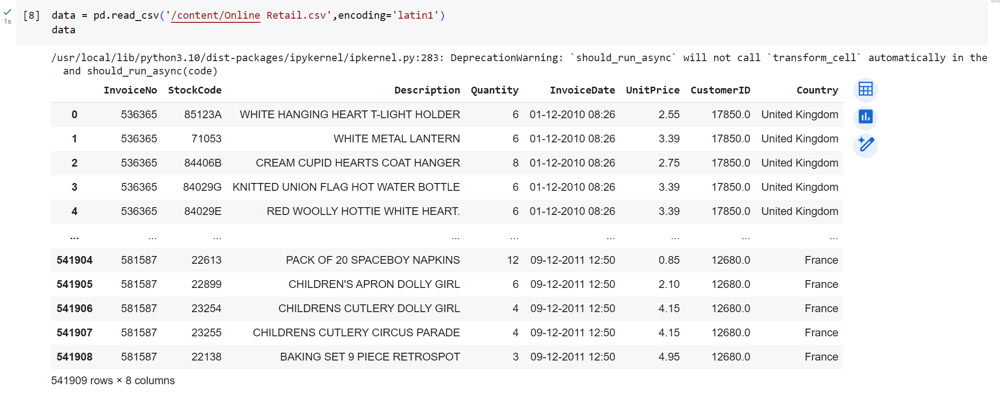 [8] data = pd.read_csv('/content/Online Retail.csv',encoding='latin1')
1s
data
/usr/local/lib/python3.10/dist-packages/ipykernel/ipkernel.py:283: DeprecationWarning: `should_run_async` will not call `transform_cell` automatically in the
and should_run_async(code)
InvoiceNo StockCode Description Quantity InvoiceDate UnitPrice CustomerID Country
0 536365 85123A WHITE HANGING HEART T-LIGHT HOLDER 6 01-12-2010 08:26 2.55 17850.0 United Kingdom
1 536365 71053 WHITE METAL LANTERN 6 01-12-2010 08:26 3.39 17850.0 United Kingdom
2 536365 84406B CREAM CUPID HEARTS COAT HANGER 8 01-12-2010 08:26 2.75 17850.0 United Kingdom
3 536365 84029G KNITTED UNION FLAG HOT WATER BOTTLE 6 01-12-2010 08:26 3.39 17850.0 United Kingdom
4 536365 84029E RED WOOLLY HOTTIE WHITE HEART. 6 01-12-2010 08:26 3.39 17850.0 United Kingdom
... ... ... ... ... ... ... ... ...
541904 581587 22613 PACK OF 20 SPACEBOY NAPKINS 12 09-12-2011 12:50 0.85 12680.0 France
541905 581587 22899 CHILDREN'S APRON DOLLY GIRL 6 09-12-2011 12:50 2.10 12680.0 France
541906 581587 23254 CHILDRENS CUTLERY DOLLY GIRL 4 09-12-2011 12:50 4.15 12680.0 France
541907 581587 23255 CHILDRENS CUTLERY CIRCUS PARADE 4 09-12-2011 12:50 4.15 12680.0 France
541908 581587 22138 BAKING SET 9 PIECE RETROSPOT 3 09-12-2011 12:50 4.95 12680.0 France
541909 rows × 8 columns